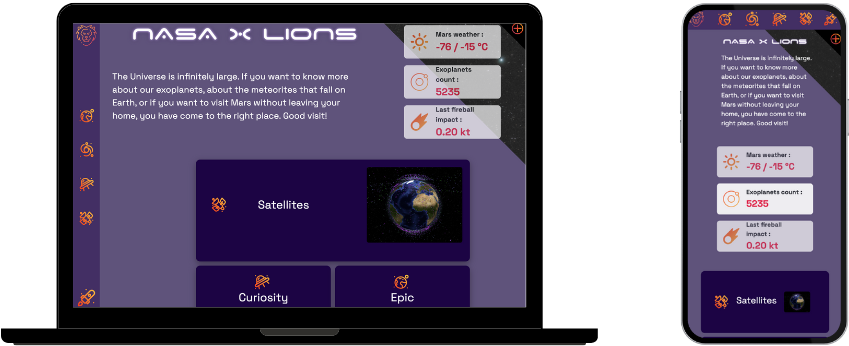 NASA X LIONS
The Universe is infinitely large. If you want to know more
about our exoplanets, about the meteorites that fall on
Earth, or if you want to visit Mars without leaving your
home, you have come to the right place. Good visit!
Mars weather :
-76 / -15 °C
Exoplanets
count :
5235
Last fireball
impact :
0.20 kt
Satellites
Curiosity
Epic
NASA X LIONS
The Universe is infinitely large.
If you want to know more
about our exoplanets, about
the meteorites that fall on
Earth, or if you want to visit
Mars without leaving your
home, you have come to the
right place. Good visit!
Mars weather :
-76 / -15 °C
Exoplanets count :
5235
Last fireball
impact :
0.20 kt
Satellites